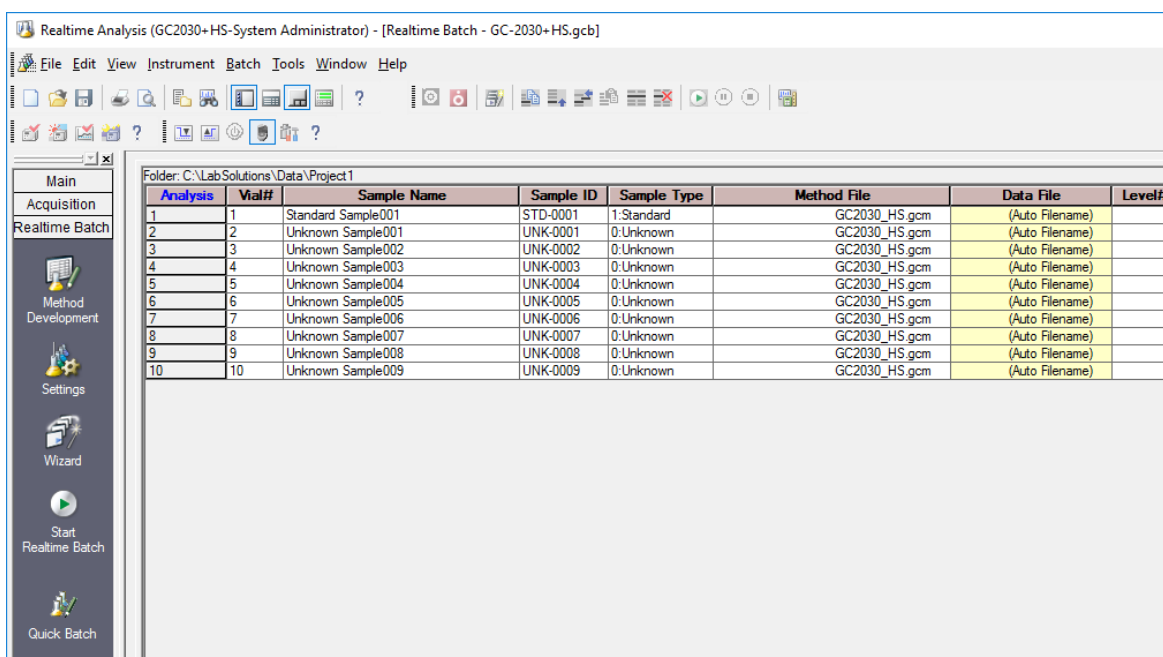 Realtime Analysis (GC2030+HS-System Administrator) - [Realtime Batch - GC-2030+HS.gcb]
File Edit View Instrument Batch Tools Window Help
Main
Acquisition
Realtime Batch
Method
Development
Settings
Wizard
Start
Realtime Batch
Quick Batch
Folder: C:\LabSolutions\Data\Project1
Analysis Vial# Sample Name Sample ID Sample Type Method File Data File Level#
1 1 Standard Sample001 STD-0001 1:Standard GC2030_HS.gcm (Auto Filename)
2 2 Unknown Sample001 UNK-0001 0:Unknown GC2030_HS.gcm (Auto Filename)
3 3 Unknown Sample002 UNK-0002 0:Unknown GC2030_HS.gcm (Auto Filename)
4 4 Unknown Sample003 UNK-0003 0:Unknown GC2030_HS.gcm (Auto Filename)
5 5 Unknown Sample004 UNK-0004 0:Unknown GC2030_HS.gcm (Auto Filename)
6 6 Unknown Sample005 UNK-0005 0:Unknown GC2030_HS.gcm (Auto Filename)
7 7 Unknown Sample006 UNK-0006 0:Unknown GC2030_HS.gcm (Auto Filename)
8 8 Unknown Sample007 UNK-0007 0:Unknown GC2030_HS.gcm (Auto Filename)
9 9 Unknown Sample008 UNK-0008 0:Unknown GC2030_HS.gcm (Auto Filename)
10 10 Unknown Sample009 UNK-0009 0:Unknown GC2030_HS.gcm (Auto Filename)